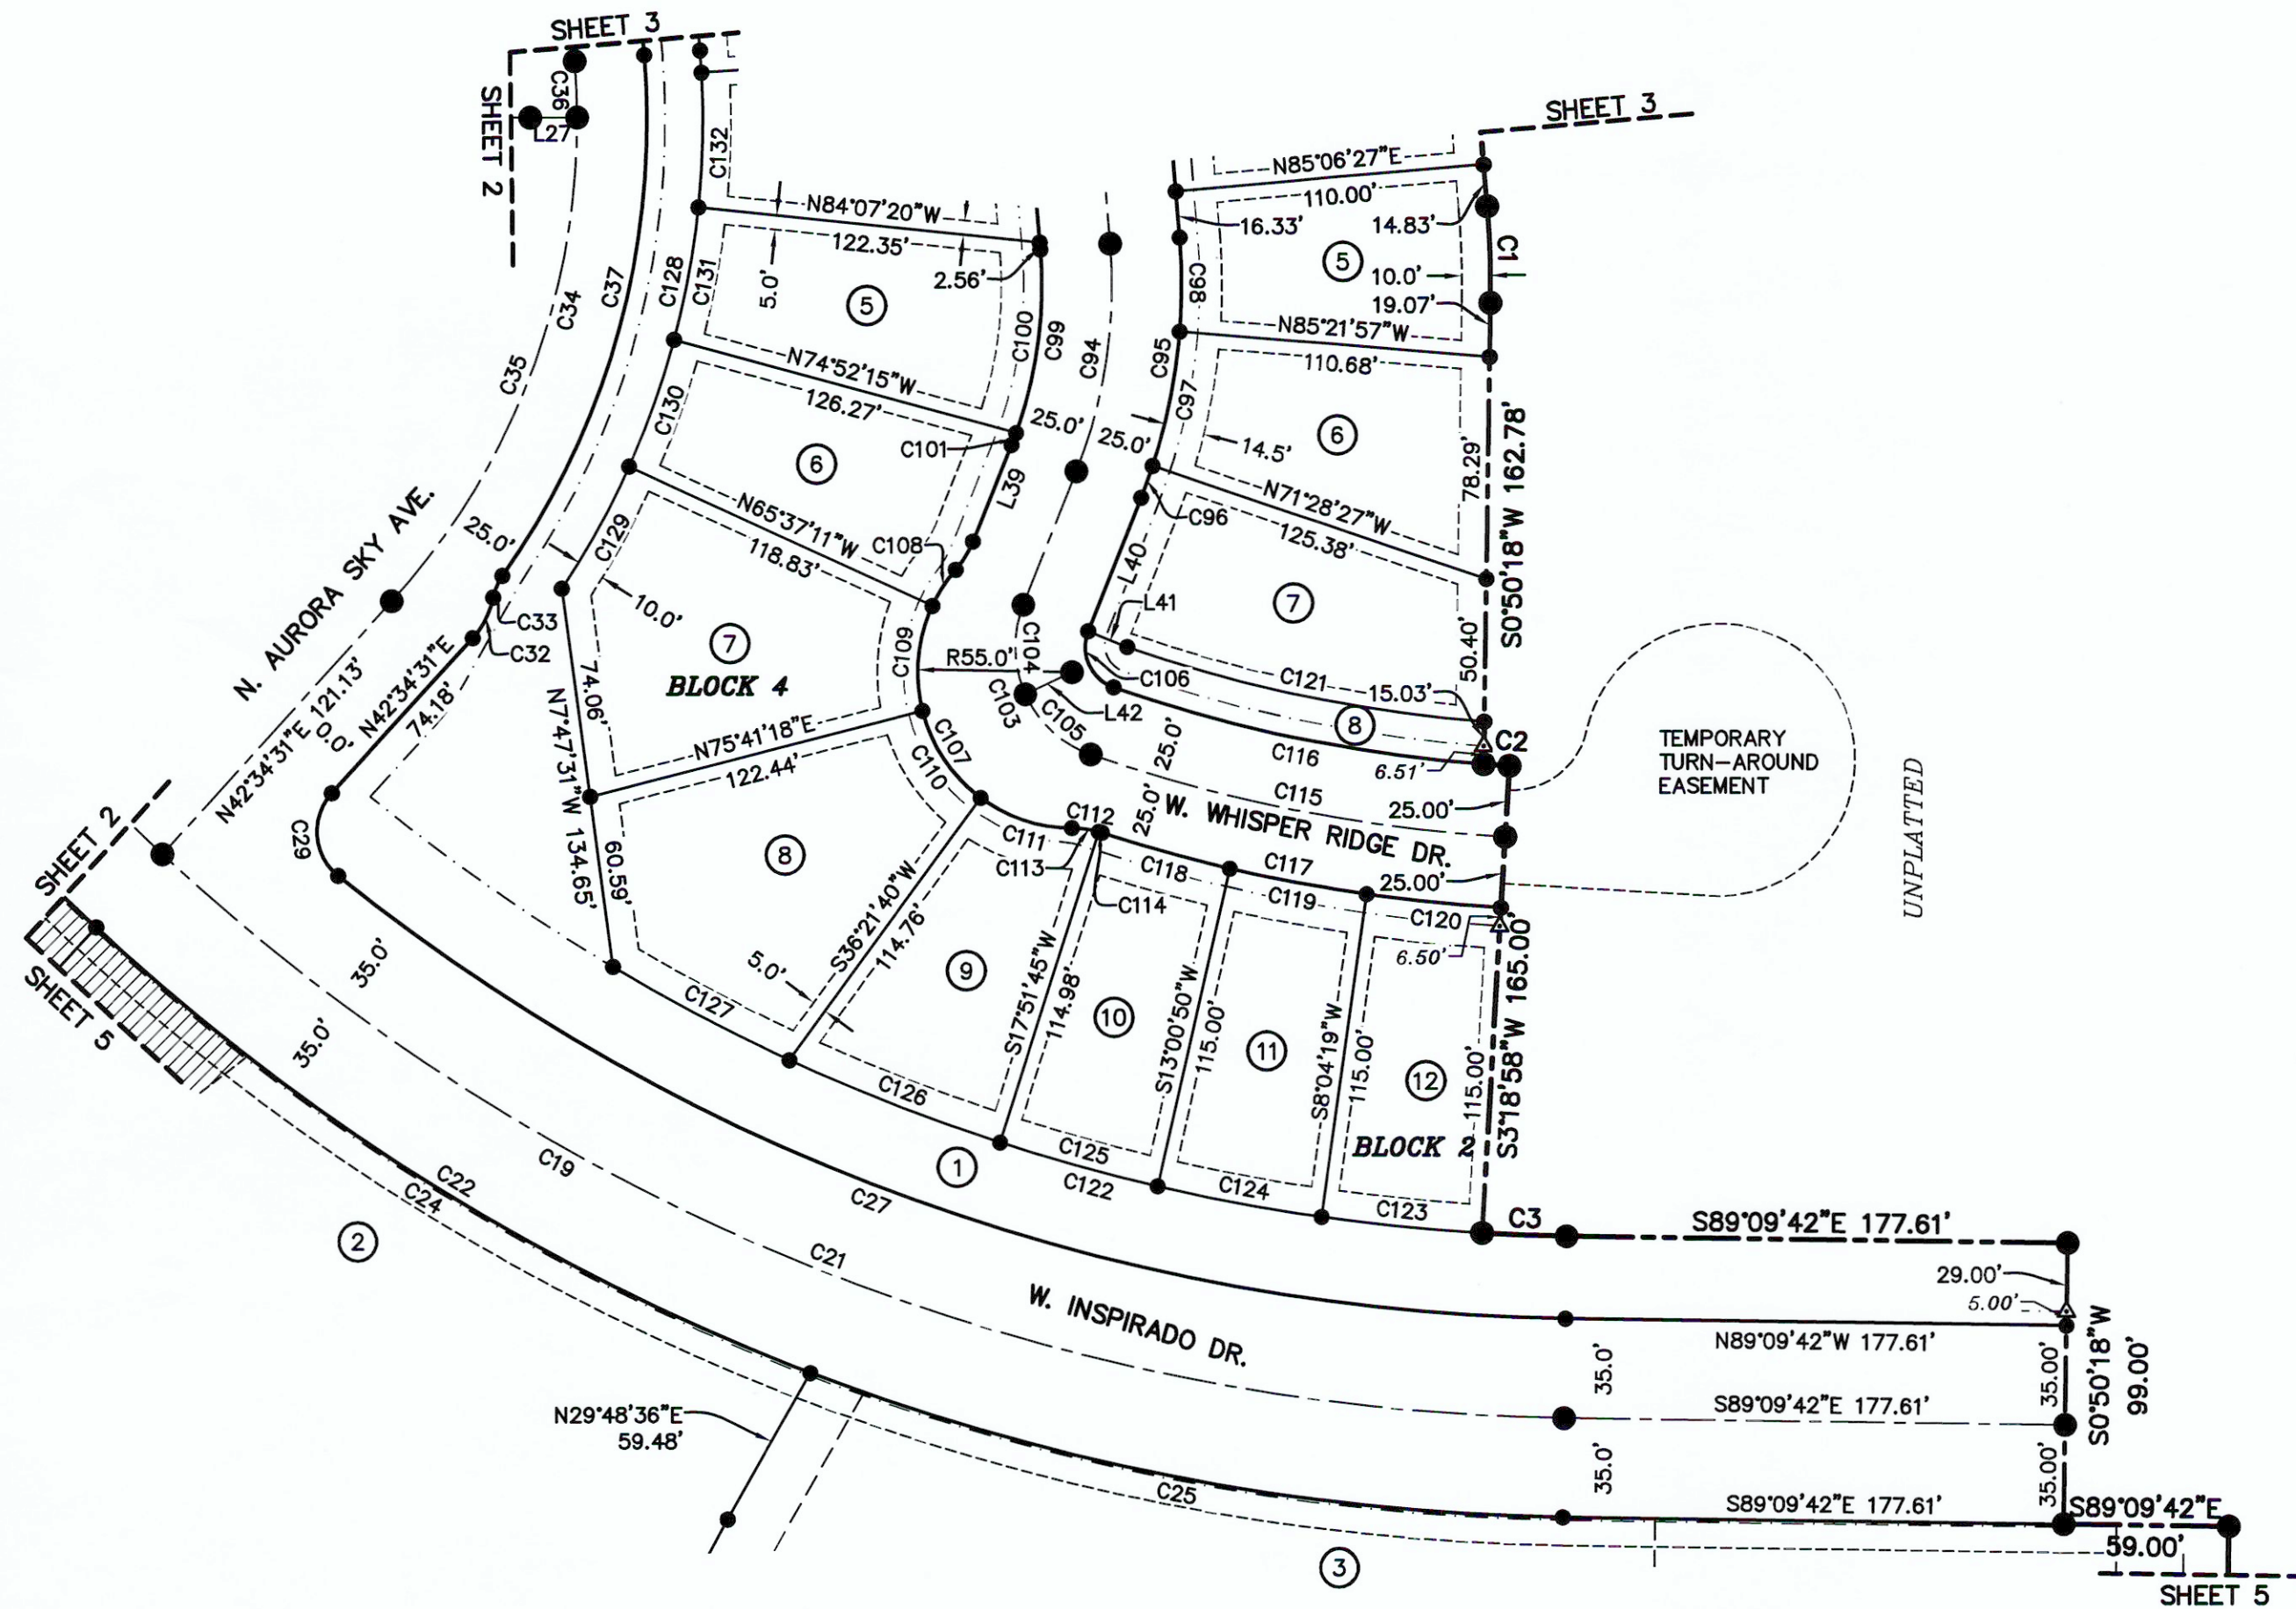 SHEET 3
SHEET 2
C36
L27
C132
C34
C37
C128
C131
C35
N84°07'20"W
122.35'
5.0'
2.56'
5
C100
C99
C94
SHEET 3
N85°06'27"E
110.00'
16.33'
14.83'
C98
5
10.0'
C1
19.07'
N85°21'57"W
110.68'
C95
C97
N74°52'15"W
126.27'
C130
6
C101
25.0'
25.0'
14.5'
6
78.29'
S0°50'18"W 162.78'
L39
N71°28'27"W
125.38'
C96
N65°37'11"W
118.83'
C108
C129
10.0'
L40
L41
7
50.40'
N. AURORA SKY AVE.
25.0'
C33
C32
N42°34'31"E 121.13'
N42°34'31"E
74.18'
7
BLOCK 4
74.06'
N7°47'31"W 134.65'
C109
R55.0'
C104
C103
C105
L42
C106
C121
15.03'
8
C116
C2
6.51'
N75°41'18"E
122.44'
C107
C110
25.0'
25.0'
C115
25.00'
W. WHISPER RIDGE DR.
TEMPORARY
TURN-AROUND
EASEMENT
UNPLATTED
C29
SHEET 2
SHEET 5
60.59'
8
C111
C112
C113
C114
C118
C117
C119
25.00'
C120
6.50'
S36°21'40"W
114.76'
5.0'
9
S17°51'45"W
114.98'
10
S13°00'50"W
115.00'
11
S8°04'19"W
115.00'
12
115.00'
S3°18'58"W 165.00'
BLOCK 2
35.0'
35.0'
C127
C126
C125
C122
C124
C123
C3
1
C19
C22
C24
C27
C21
2
W. INSPIRADO DR.
S89°09'42"E 177.61'
29.00'
5.00'
N89°09'42"W 177.61'
35.0'
35.00'
S0°50'18"W
99.00'
S89°09'42"E 177.61'
35.0'
35.00'
N29°48'36"E
59.48'
C25
S89°09'42"E 177.61'
S89°09'42"E
59.00'
3
SHEET 5